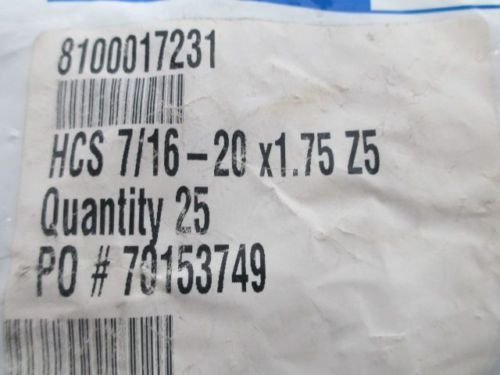 8100017231
HCS 7/16-20 x1.75 Z5
Quantity 25
PO # 70153749